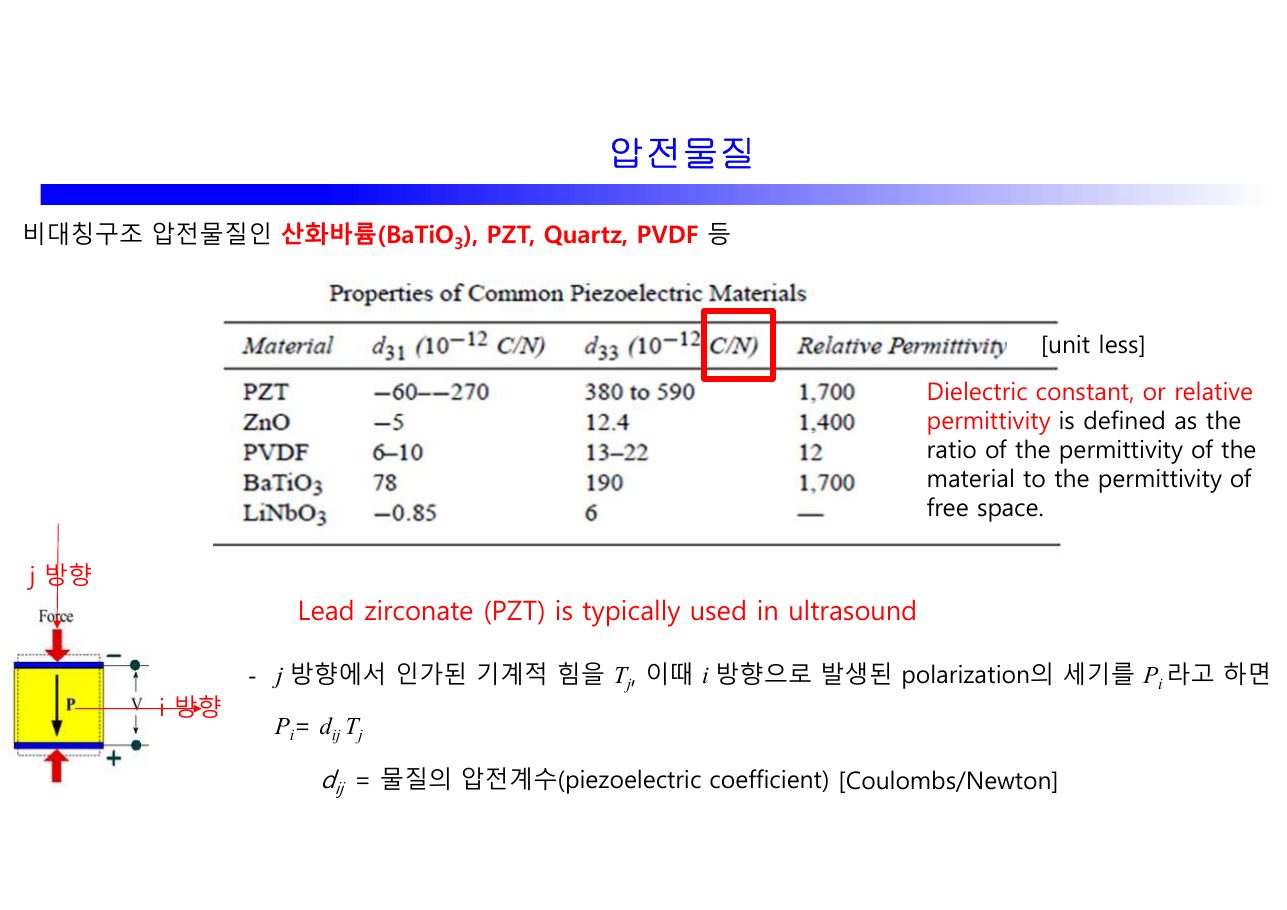 압전물질
비대칭구조 압전물질인 산화바륨(BaTiO3), PZT, Quartz, PVDF 등
Properties of Common Piezoelectric Materials
Material d31 (10−12 C/N) d33 (10−12 C/N) Relative Permittivity [unit less]
PZT −60−−270 380 to 590 1,700
ZnO −5 12.4 1,400
PVDF 6–10 13–22 12
BaTiO3 78 190 1,700
LiNbO3 −0.85 6 —
Dielectric constant, or relative
permittivity is defined as the
ratio of the permittivity of the
material to the permittivity of
free space.
j 방향
Force
−
P
V
i 방향
+
Lead zirconate (PZT) is typically used in ultrasound
- j 방향에서 인가된 기계적 힘을 Tj, 이때 i 방향으로 발생된 polarization의 세기를 Pi 라고 하면
Pi= dij Tj
dij = 물질의 압전계수(piezoelectric coefficient) [Coulombs/Newton]